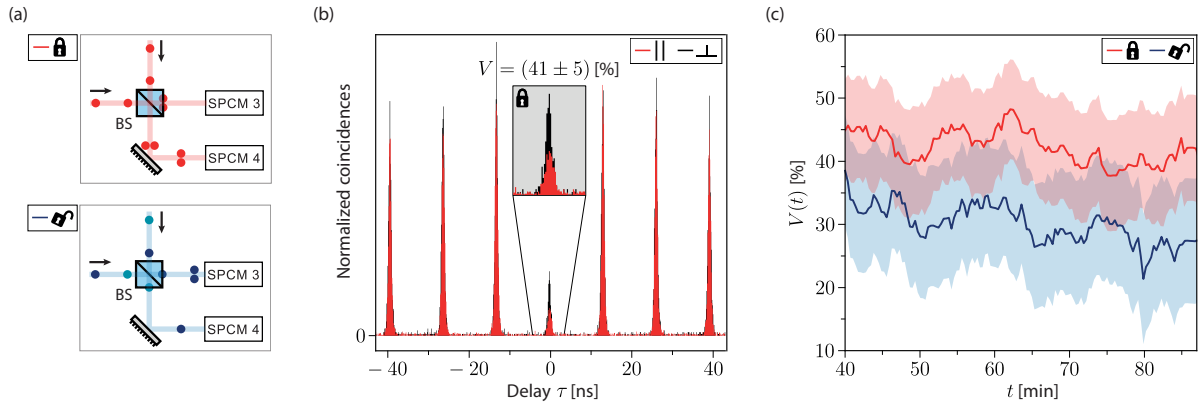 (a)
BS
SPCM 3
SPCM 4
BS
SPCM 3
SPCM 4
(b)
|| ⊥
V = (41 ± 5) [%]
Normalized coincidences
0
−40 −20 0 20 40
Delay τ [ns]
(c)
60
50
40
30
20
10
V(t) [%]
40 50 60 70 80
t [min]